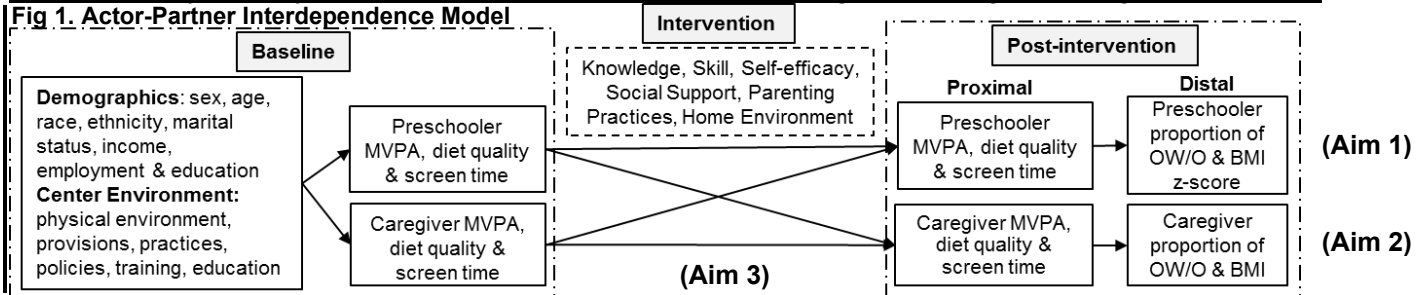 Fig 1. Actor-Partner Interdependence Model
Baseline
Demographics: sex, age,
race, ethnicity, marital
status, income,
employment & education
Center Environment:
physical environment,
provisions, practices,
policies, training, education
Preschooler
MVPA, diet quality
& screen time
Caregiver MVPA,
diet quality &
screen time
Intervention
Knowledge, Skill, Self-efficacy,
Social Support, Parenting
Practices, Home Environment
(Aim 3)
Post-intervention
Proximal
Preschooler
MVPA, diet quality
& screen time
Caregiver MVPA,
diet quality &
screen time
Distal
Preschooler
proportion of
OW/O & BMI
z-score
Caregiver
proportion of
OW/O & BMI
(Aim 1)
(Aim 2)